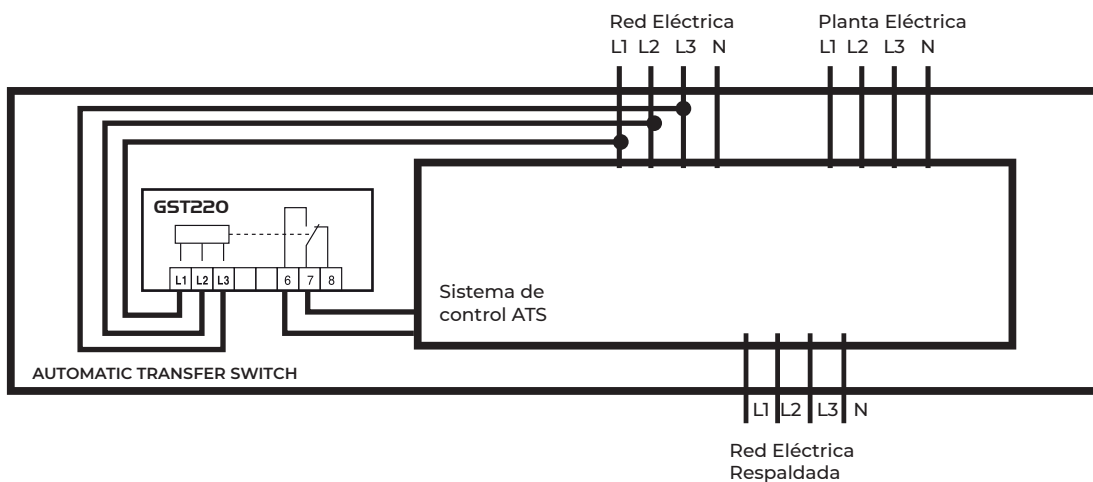 Red Eléctrica
L1 L2 L3 N
Planta Eléctrica
L1 L2 L3 N
GST220
L1 L2 L3 6 7 8
Sistema de
control ATS
AUTOMATIC TRANSFER SWITCH
L1 L2 L3 N
Red Eléctrica
Respaldada